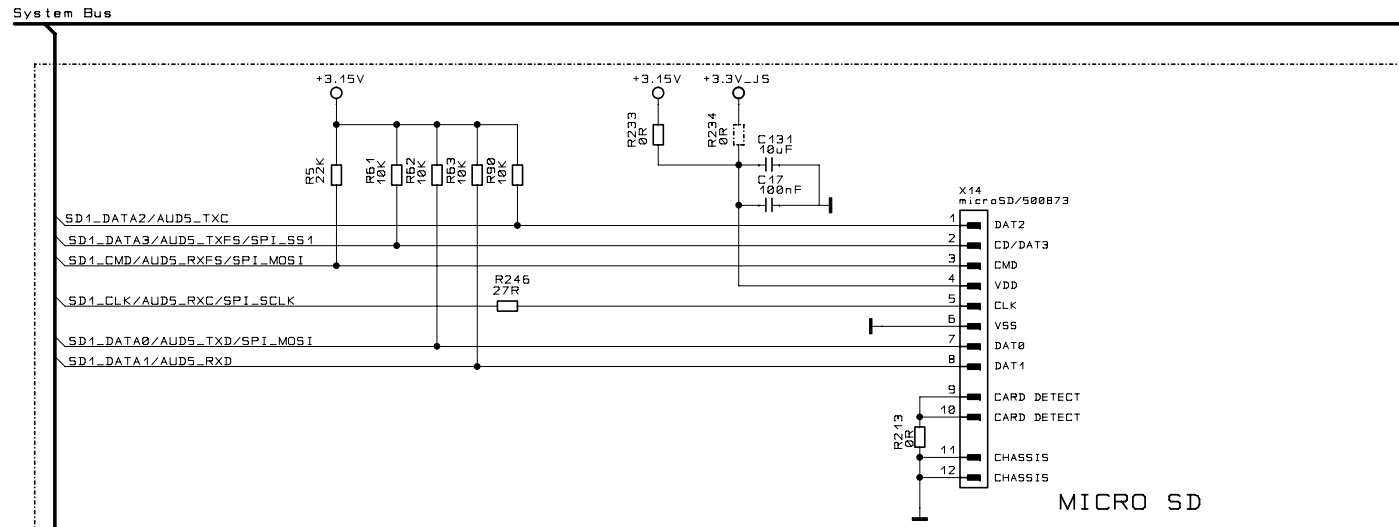 System Bus
+3.15V
+3.15V
+3.3V_JS
R5
22K
R61
10K
R62
10K
R63
10K
R90
10K
R233
0R
R234
0R
C131
10uF
C17
100nF
X14
microSD/500873
SD1_DATA2/AUD5_TXC
1
DAT2
SD1_DATA3/AUD5_TXFS/SPI_SS1
2
CD/DAT3
SD1_CMD/AUD5_RXFS/SPI_MOSI
3
CMD
4
VDD
R246
27R
SD1_CLK/AUD5_RXC/SPI_SCLK
5
CLK
6
VSS
SD1_DATA0/AUD5_TXD/SPI_MOSI
7
DAT0
SD1_DATA1/AUD5_RXD
8
DAT1
9
CARD DETECT
10
CARD DETECT
R213
0R
11
CHASSIS
12
CHASSIS
MICRO SD